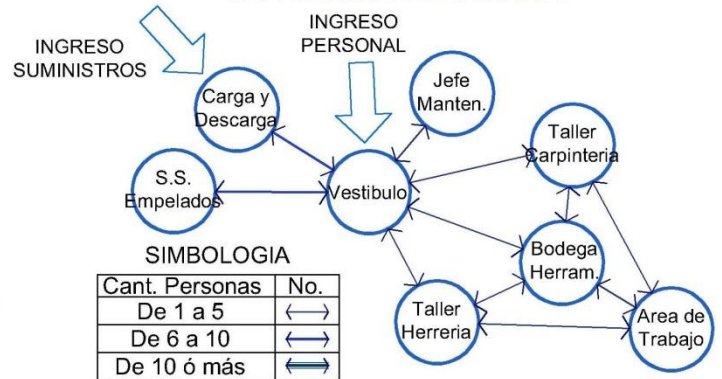 INGRESO
SUMINISTROS
INGRESO
PERSONAL
Carga y
Descarga
Jefe
Manten.
Taller
Carpinteria
S.S.
Empelados
Vestibulo
Bodega
Herram.
Taller
Herreria
Area de
Trabajo
SIMBOLOGIA
Cant. Personas No.
De 1 a 5
De 6 a 10
De 10 ó más